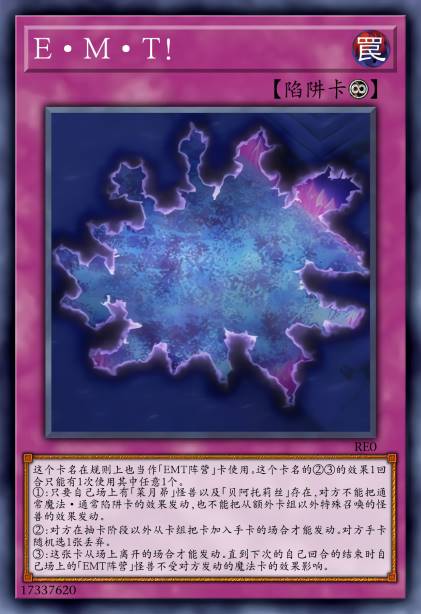 E・M・T!
罠
【陷阱卡∞】
RE0
这个卡名在规则上也当作「EMT阵营」卡使用,这个卡名的②③的效果1回
合只能有1次使用其中任意1个。
①:只要自己场上有「菜月昴」怪兽以及「贝阿托莉丝」存在,对方不能把通
常魔法・通常陷阱卡的效果发动,也不能把从额外卡组以外特殊召唤的怪
兽的效果发动。
②:对方在抽卡阶段以外从卡组把卡加入手卡的场合才能发动。对方手卡
随机选1张丢弃。
③:这张卡从场上离开的场合才能发动。直到下次的自己回合的结束时自
己场上的「EMT阵营」怪兽不受对方发动的魔法卡的效果影响。
17337620